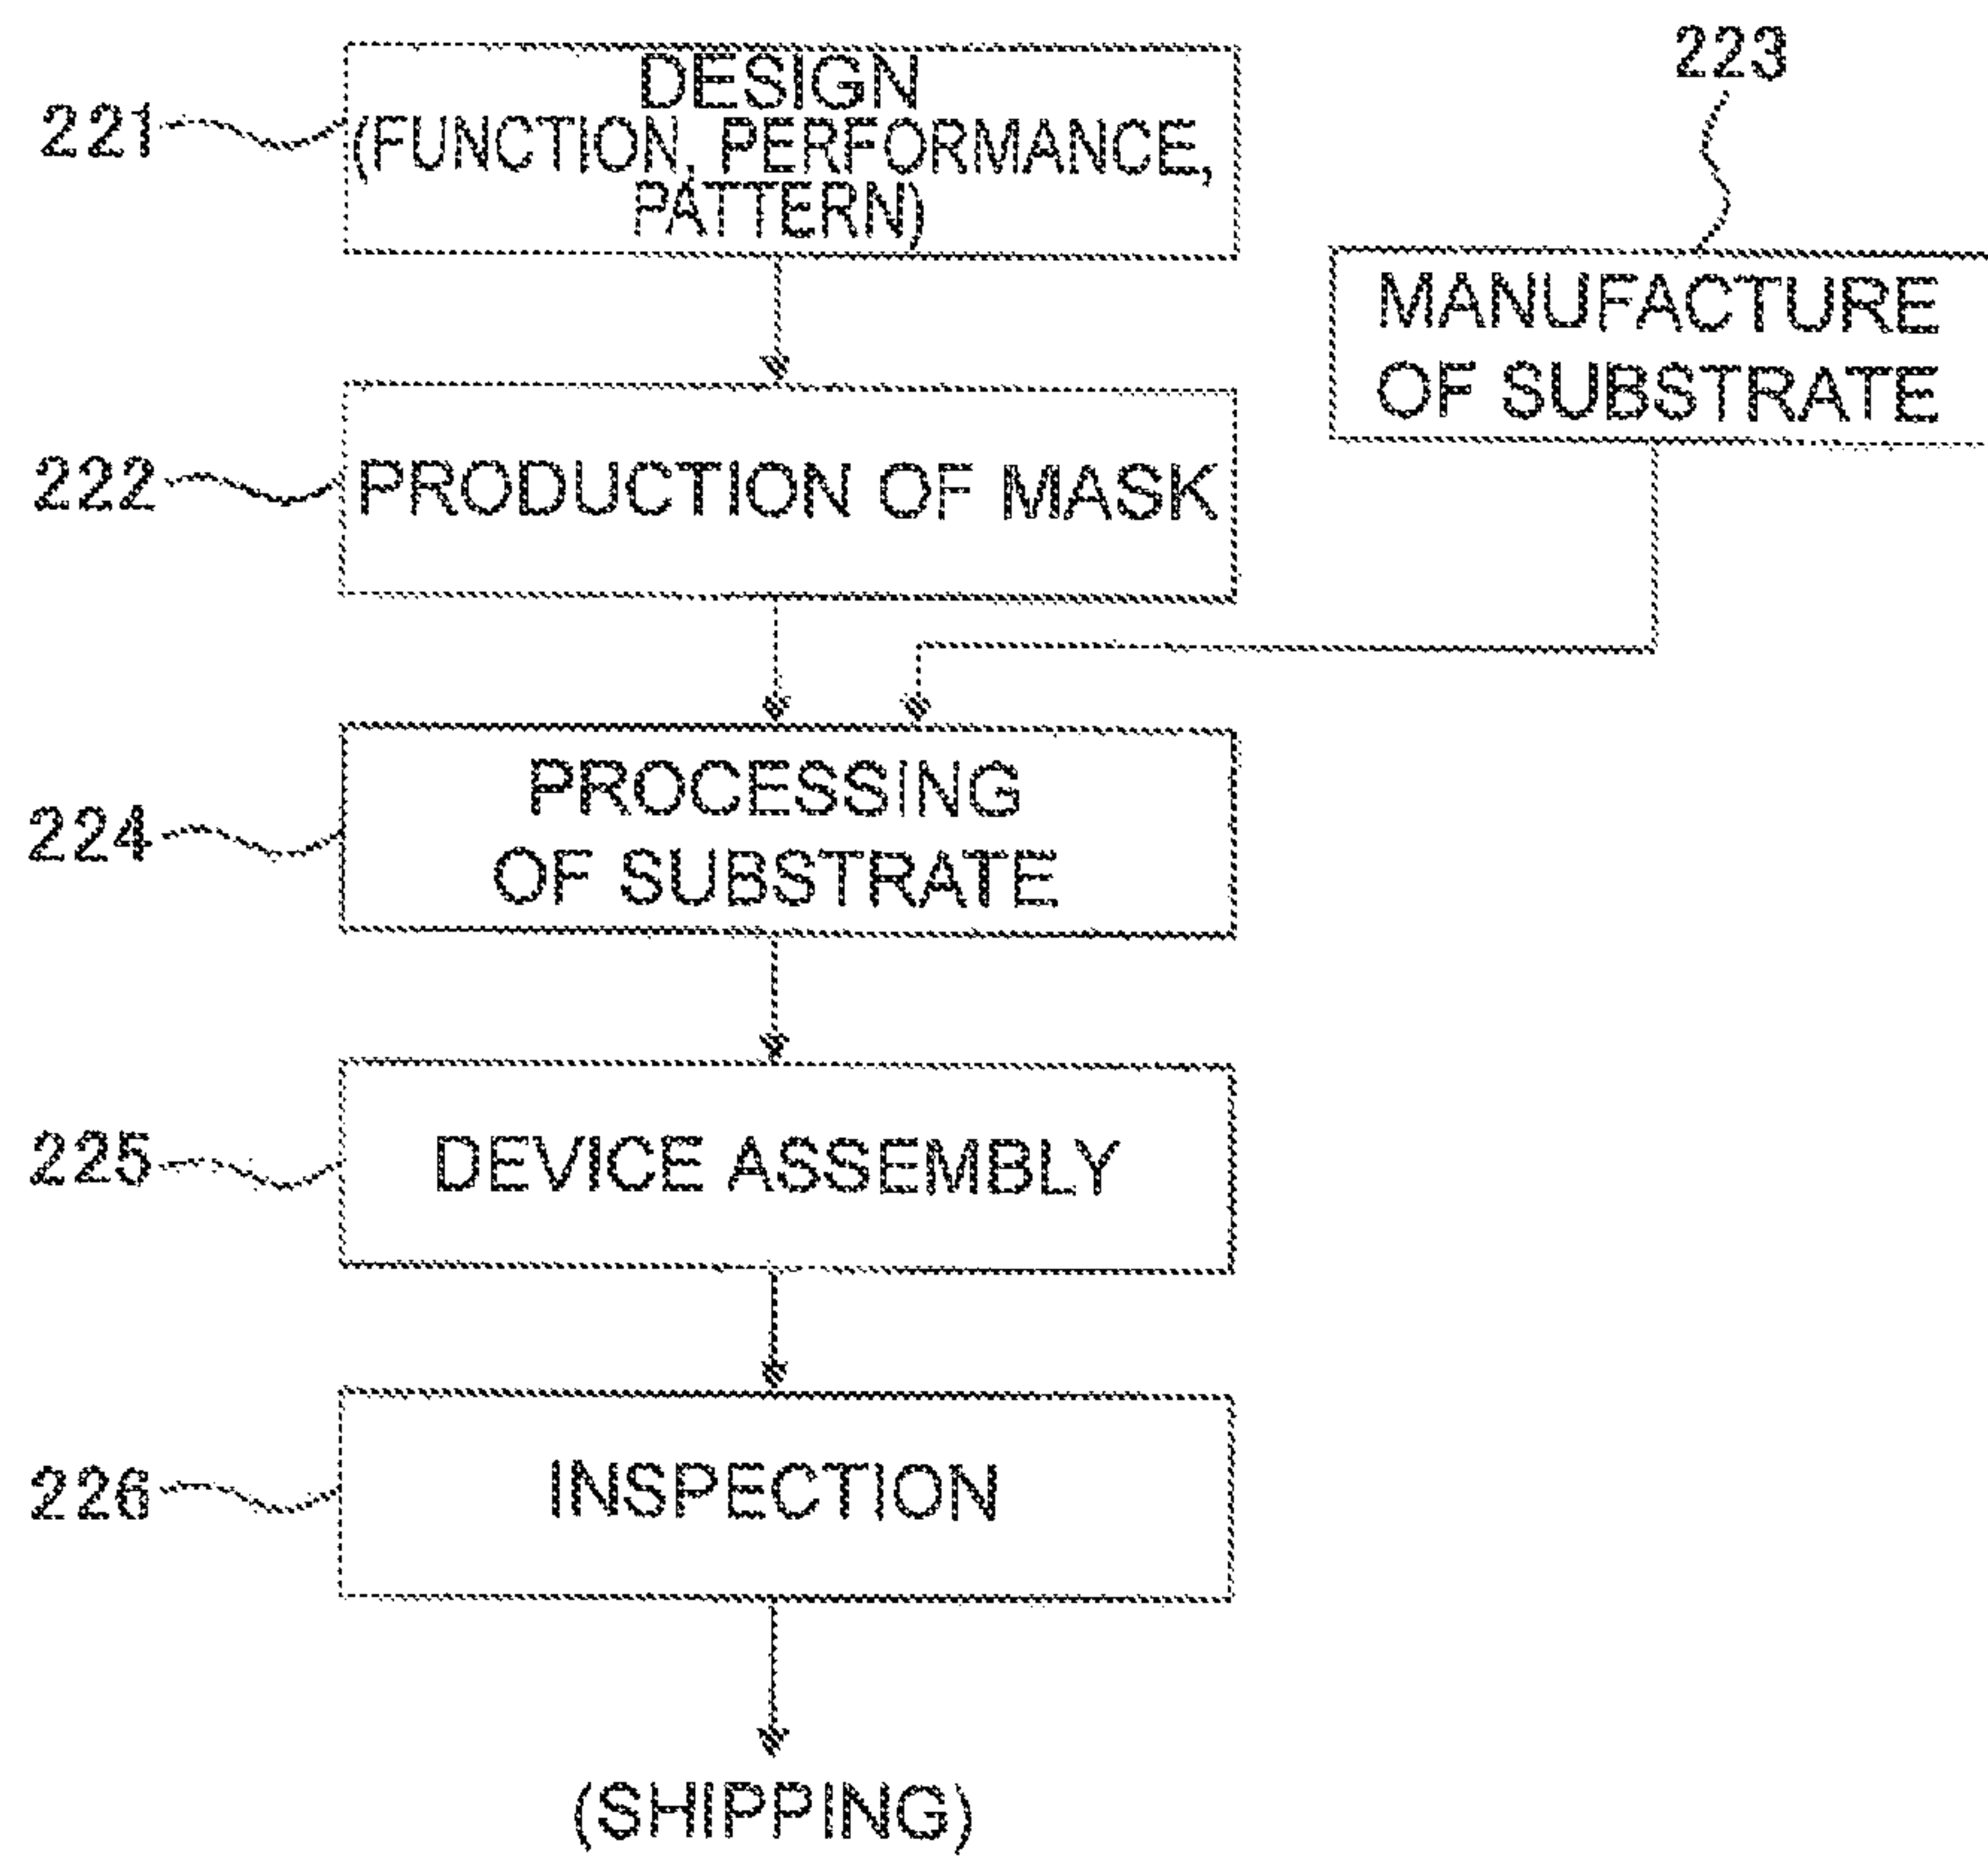 221
DESIGN
(FUNCTION, PERFORMANCE,
PATTERN)
223
MANUFACTURE
OF SUBSTRATE
222
PRODUCTION OF MASK
224
PROCESSING
OF SUBSTRATE
225
DEVICE ASSEMBLY
226
INSPECTION
(SHIPPING)